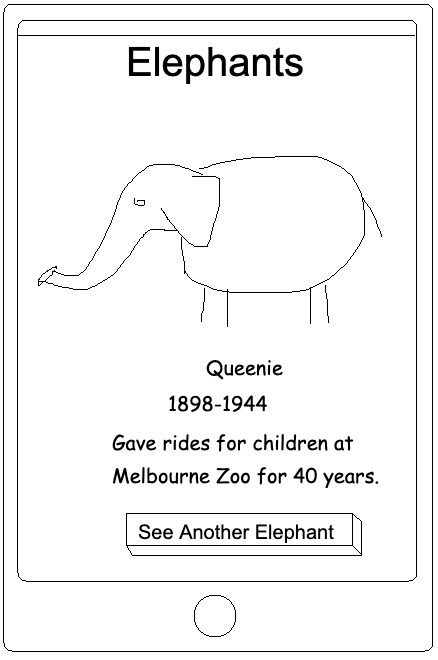 Elephants
Queenie
1898-1944
Gave rides for children at
Melbourne Zoo for 40 years.
See Another Elephant